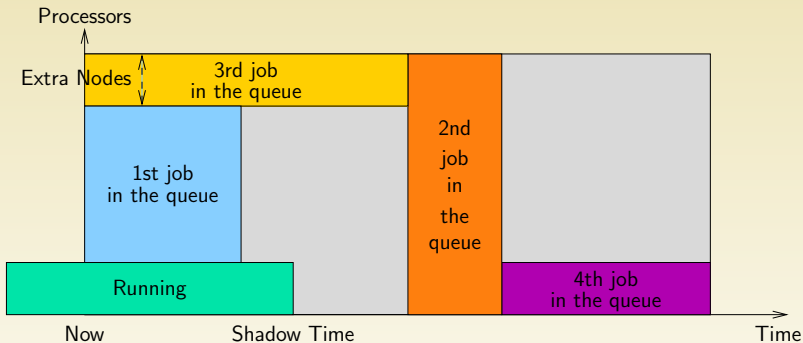 Processors
Extra Nodes
3rd job
in the queue
1st job
in the queue
2nd
job
in
the
queue
Running
4th job
in the queue
Now
Shadow Time
Time